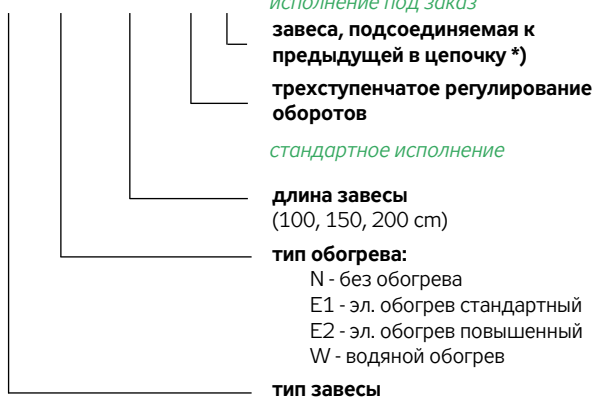 исполнение под заказ
завеса, подсоединяемая к
предыдущей в цепочку *)
трехступенчатое регулирование
оборотов
стандартное исполнение
длина завесы
(100, 150, 200 cm)
тип обогрева:
N - без обогрева
E1 - эл. обогрев стандартный
E2 - эл. обогрев повышенный
W - водяной обогрев
тип завесы